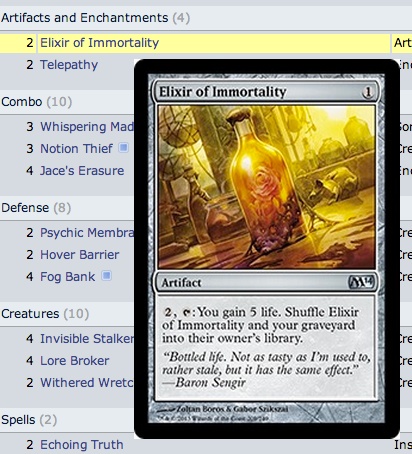 Artifacts and Enchantments (4)
2 Elixir of Immortality Art
2 Telepathy
Combo (10)
3 Whispering Mad
3 Notion Thief
4 Jace's Erasure
Defense (8)
2 Psychic Membra
2 Hover Barrier
4 Fog Bank
Creatures (10)
4 Invisible Stalker
4 Lore Broker
2 Withered Wretc
Spells (2)
2 Echoing Truth Ins
Elixir of Immortality 1
Artifact M14
2, :You gain 5 life. Shuffle Elixir
of Immortality and your graveyard
into their owner's library.
"Bottled life. Not as tasty as I'm used to,
rather stale, but it has the same effect."
—Baron Sengir
Zoltan Boros & Gabor Szikszai